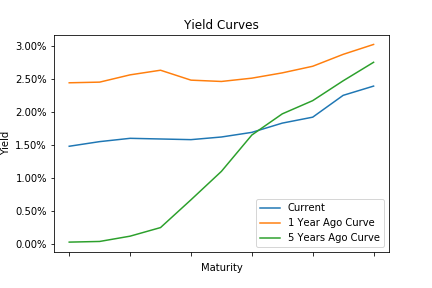 Yield Curves
3.00%
2.50%
2.00%
1.50%
1.00%
0.50%
0.00%
Yield
Maturity
Current
1 Year Ago Curve
5 Years Ago Curve